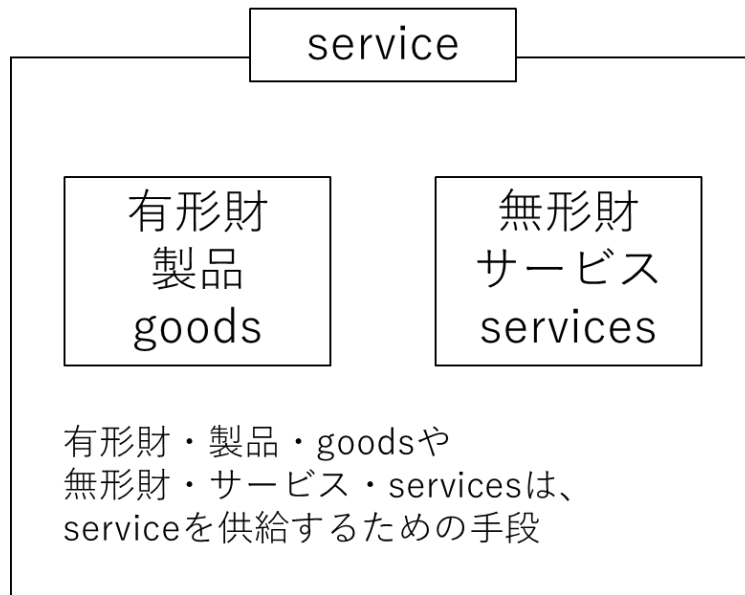 service
有形財
製品
goods
無形財
サービス
services
有形財・製品・goodsや
無形財・サービス・servicesは、
serviceを供給するための手段